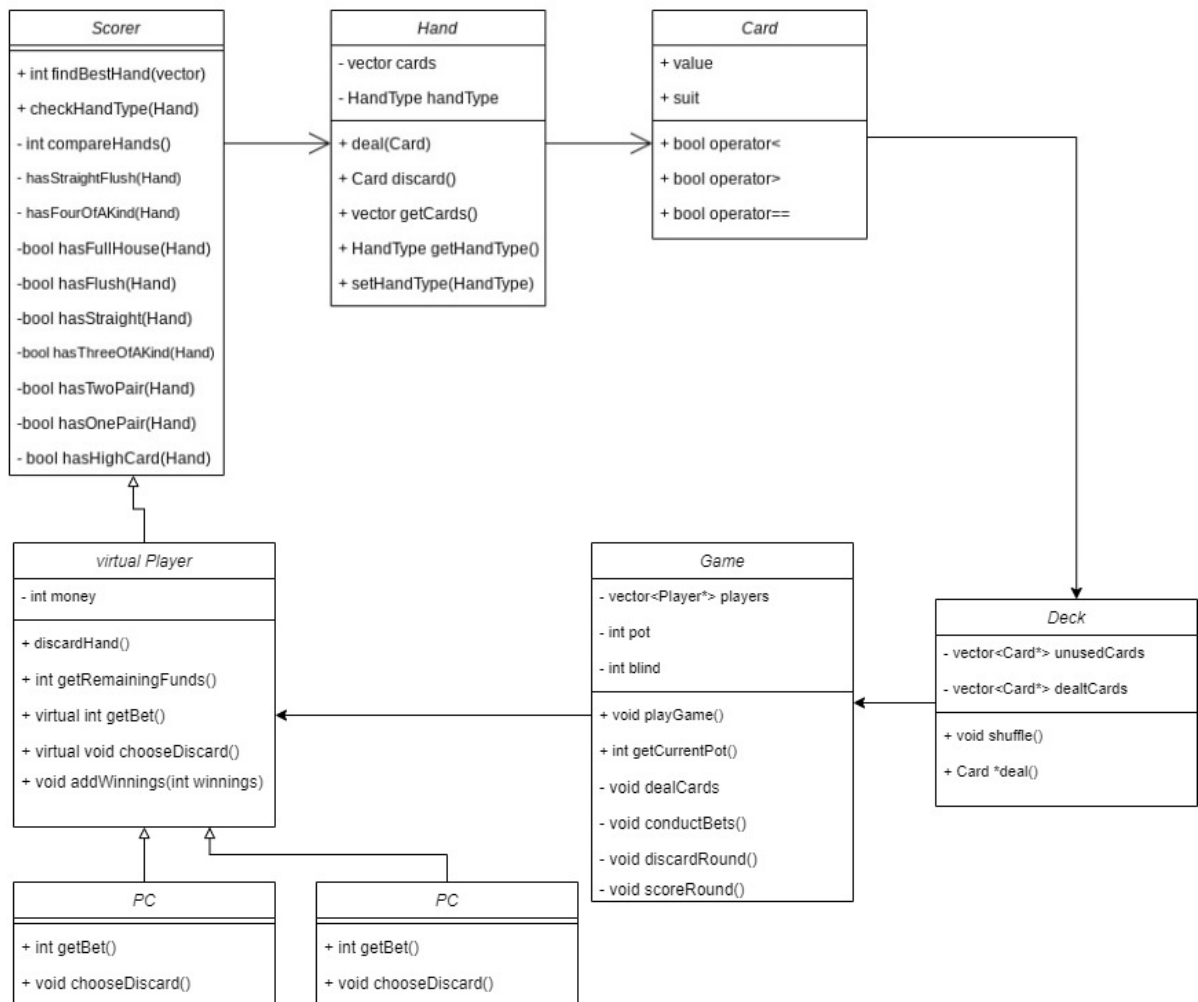 Scorer
+ int findBestHand(vector)
+ checkHandType(Hand)
- int compareHands()
- hasStraightFlush(Hand)
- hasFourOfAKind(Hand)
-bool hasFullHouse(Hand)
-bool hasFlush(Hand)
-bool hasStraight(Hand)
-bool hasThreeOfAKind(Hand)
-bool hasTwoPair(Hand)
-bool hasOnePair(Hand)
- bool hasHighCard(Hand)
Hand
- vector cards
- HandType handType
+ deal(Card)
+ Card discard()
+ vector getCards()
+ HandType getHandType()
+ setHandType(HandType)
Card
+ value
+ suit
+ bool operator<
+ bool operator>
+ bool operator==
virtual Player
- int money
+ discardHand()
+ int getRemainingFunds()
+ virtual int getBet()
+ virtual void chooseDiscard()
+ void addWinnings(int winnings)
Game
- vector<Player*> players
- int pot
- int blind
+ void playGame()
+ int getCurrentPot()
- void dealCards
- void conductBets()
- void discardRound()
- void scoreRound()
Deck
- vector<Card*> unusedCards
- vector<Card*> dealtCards
+ void shuffle()
+ Card *deal()
PC
+ int getBet()
+ void chooseDiscard()
PC
+ int getBet()
+ void chooseDiscard()